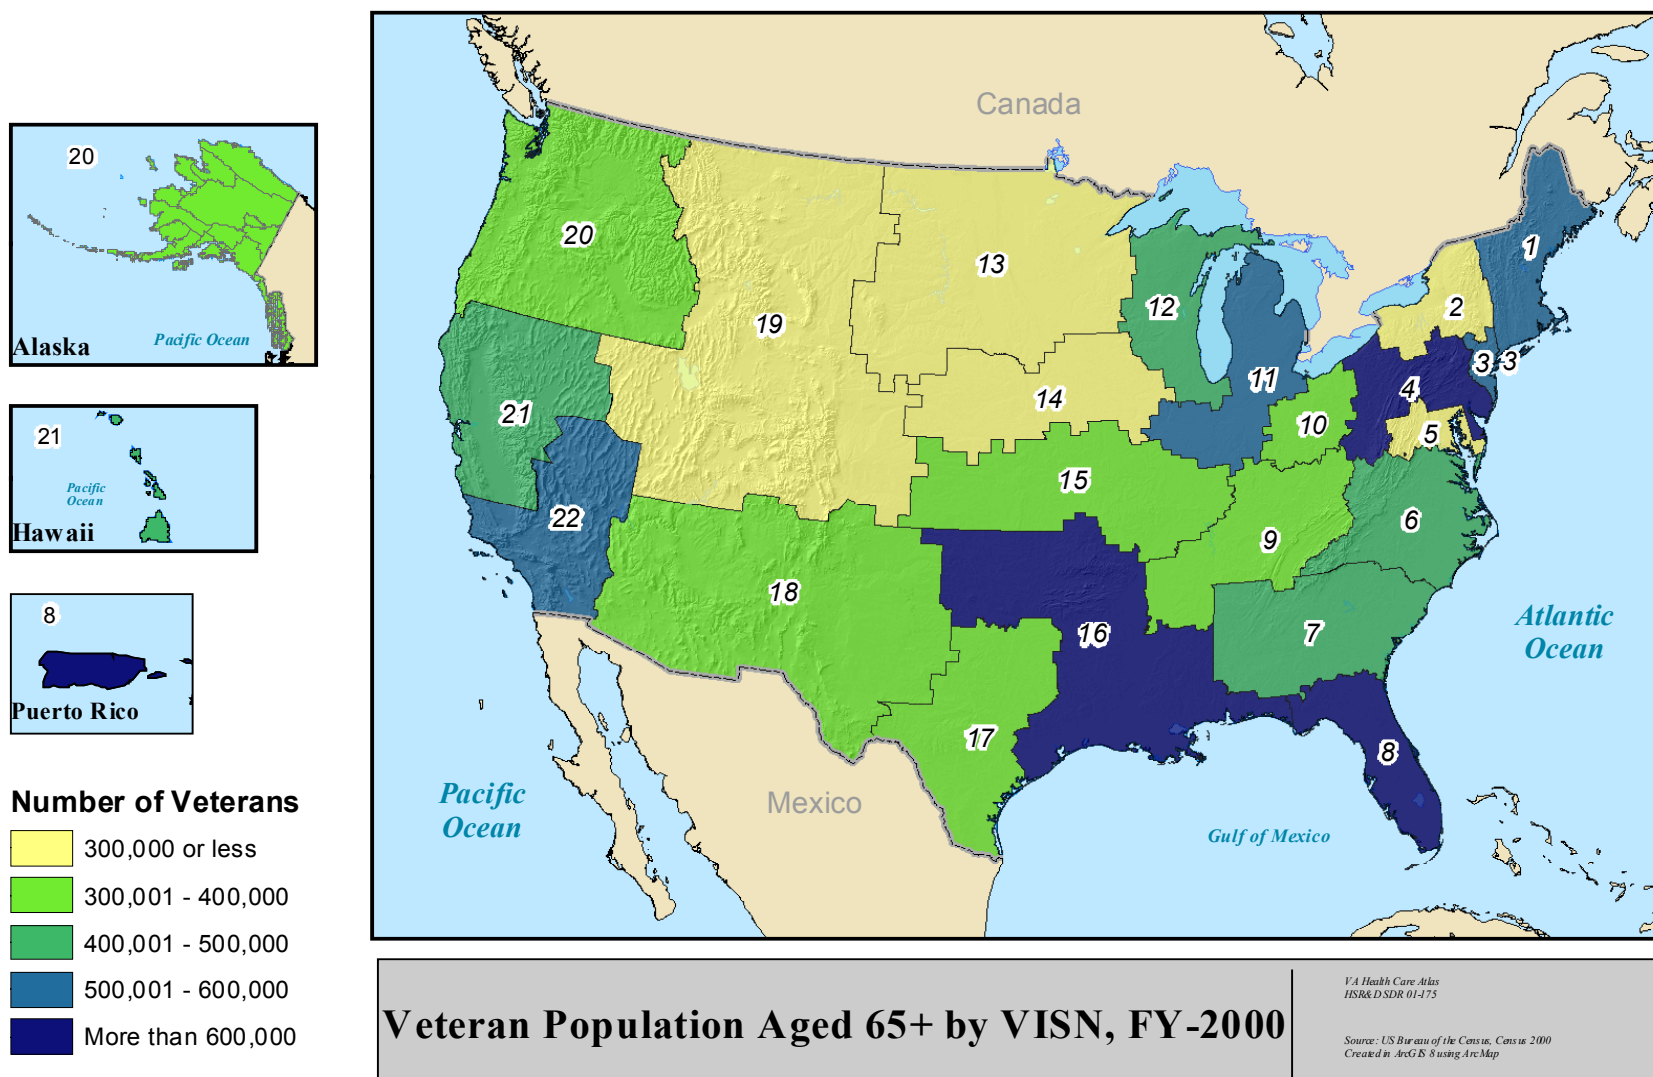 20
Alaska
Pacific Ocean
21
Pacific
Ocean
Hawaii
8
Puerto Rico
Number of Veterans
300,000 or less
300,001 - 400,000
400,001 - 500,000
500,001 - 600,000
More than 600,000
Canada
20
19
13
12
11
1
2
3
3
4
5
10
14
21
22
15
9
6
18
16
7
17
8
Mexico
Pacific
Ocean
Gulf of Mexico
Atlantic
Ocean
Veteran Population Aged 65+ by VISN, FY-2000
VA Health Care Atlas
HSR&D SDR 01-175
Source: US Bureau of the Census, Census 2000
Created in ArcGIS 8 using ArcMap